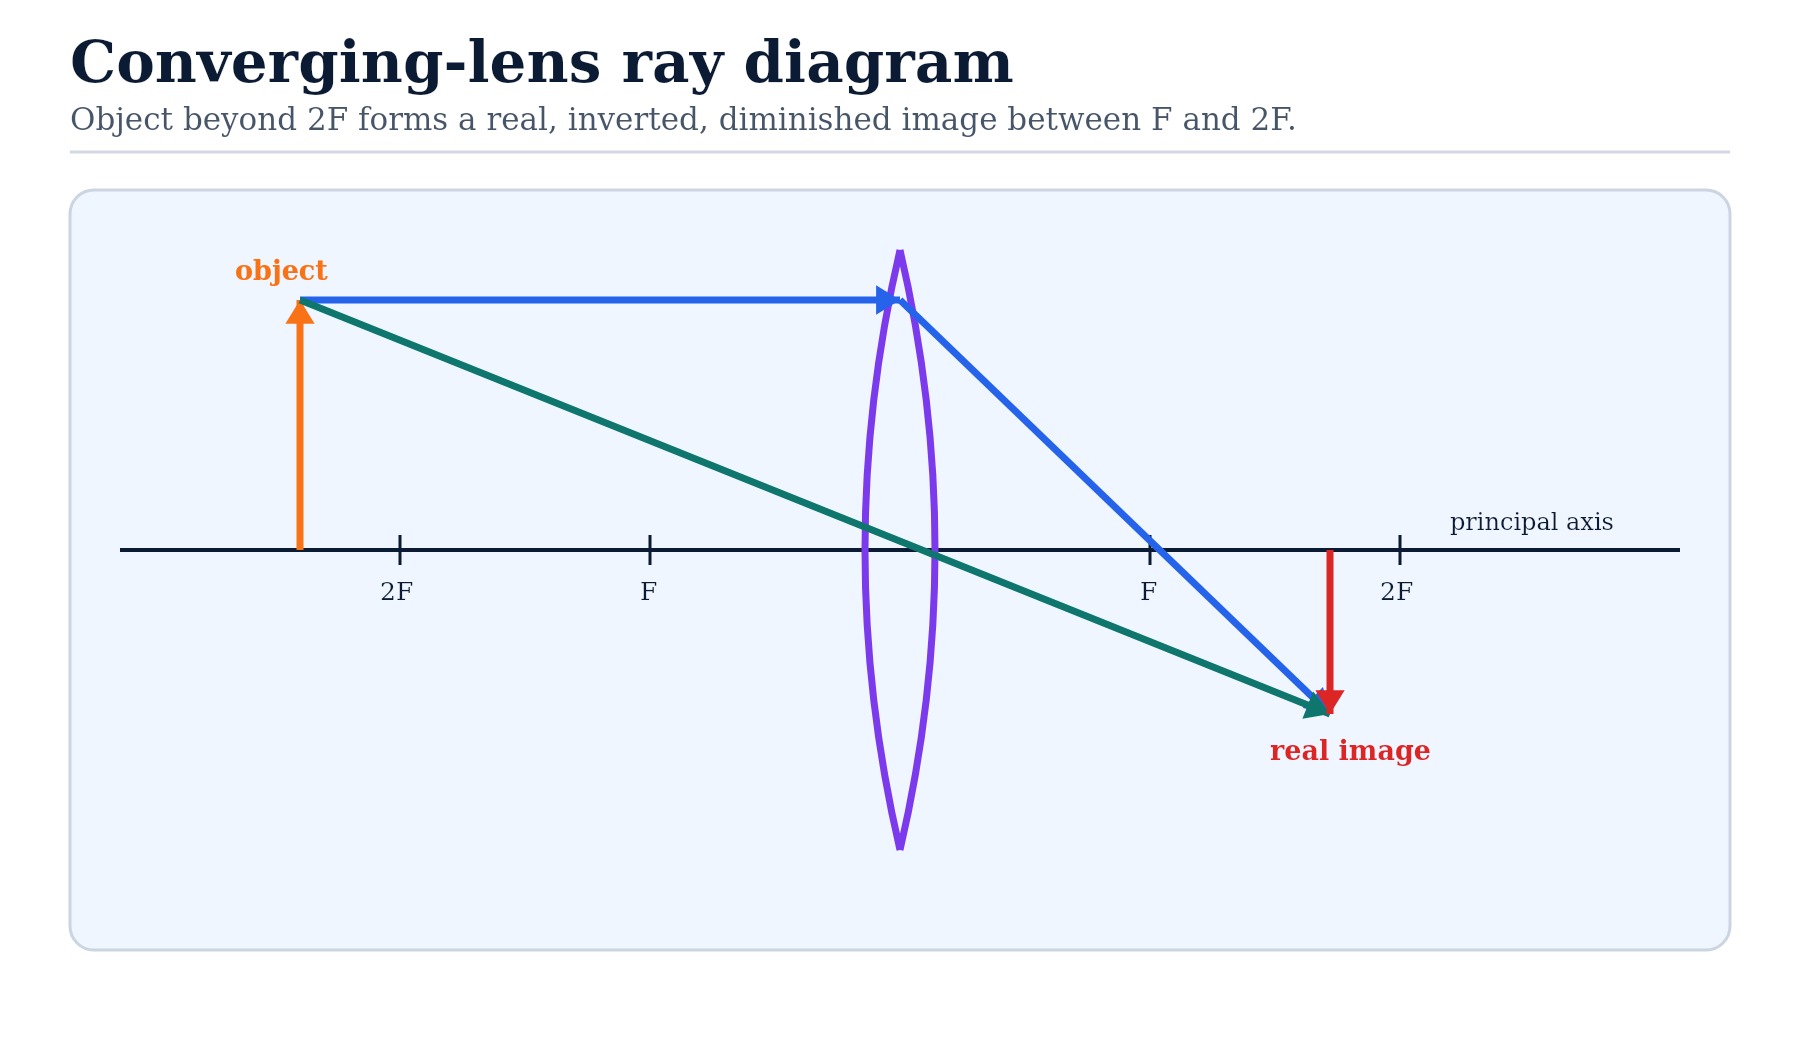 Converging-lens ray diagram
Object beyond 2F forms a real, inverted, diminished image between F and 2F.
object
principal axis
2F
F
F
2F
real image